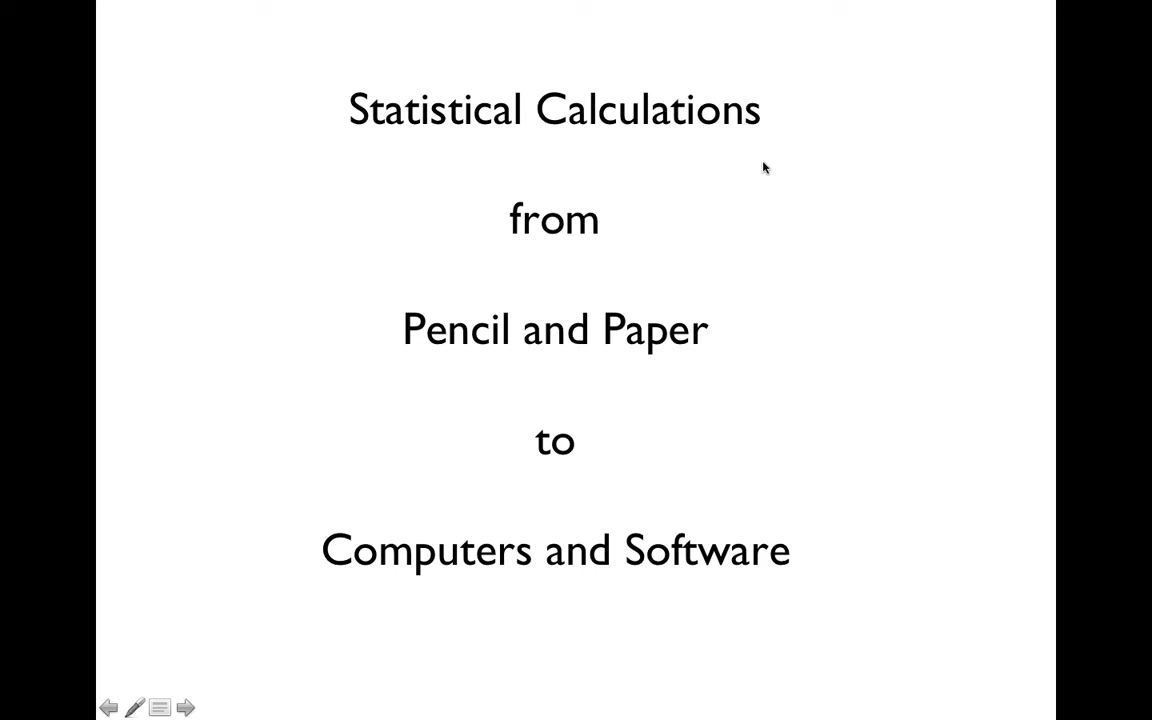 Statistical Calculations
from
Pencil and Paper
to
Computers and Software